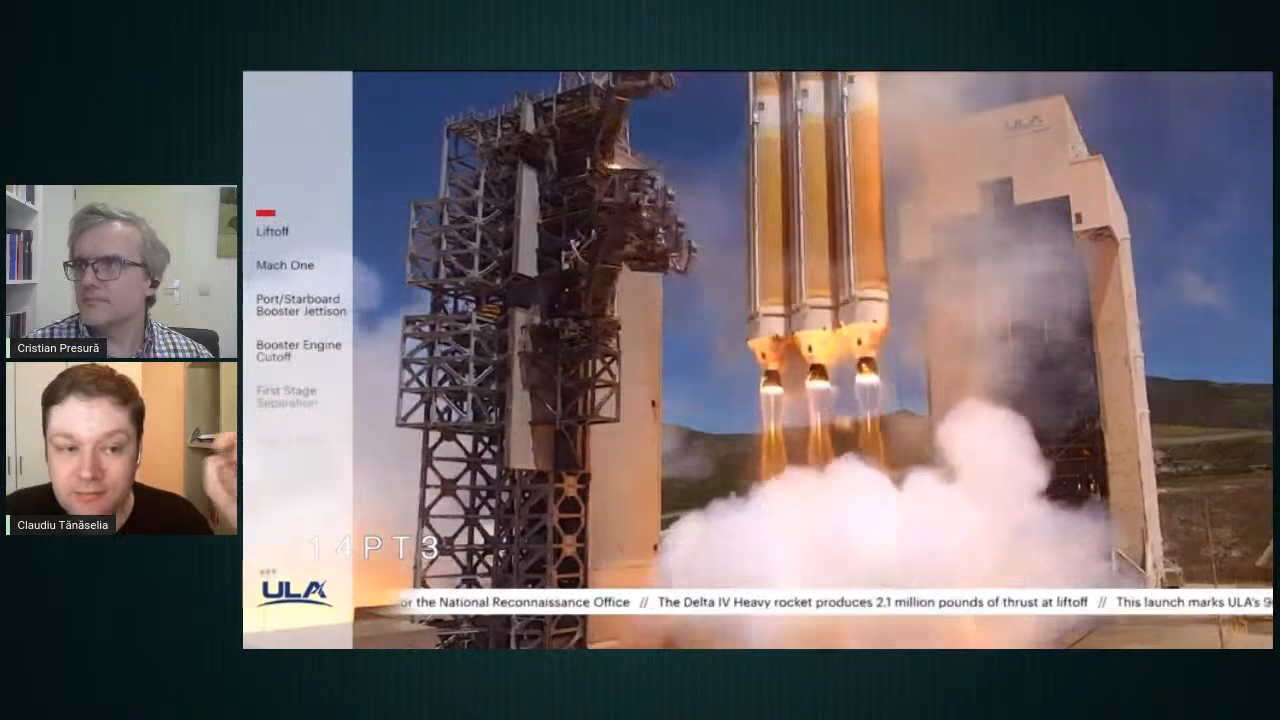 Cristian Presură
Claudiu Tănăselia
Liftoff
Mach One
Port/Starboard
Booster Jettison
Booster Engine
Cutoff
First Stage
Separation
14PT3
ULA
ULA
or the National Reconnaissance Office // The Delta IV Heavy rocket produces 2.1 million pounds of thrust at liftoff // This launch marks ULA's 9